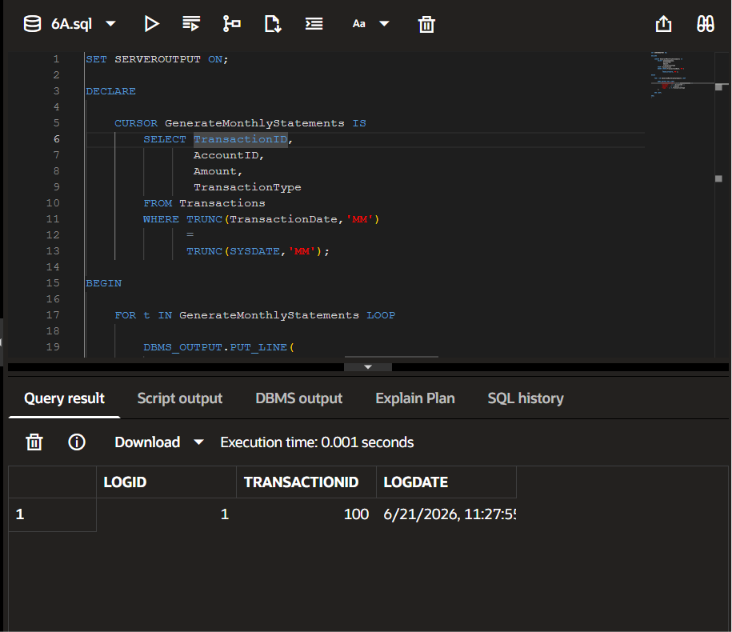 6A.sql
Aa
1 SET SERVEROUTPUT ON;
2
3 DECLARE
4
5 CURSOR GenerateMonthlyStatements IS
6 SELECT TransactionID,
7 AccountID,
8 Amount,
9 TransactionType
10 FROM Transactions
11 WHERE TRUNC(TransactionDate,'MM')
12 =
13 TRUNC(SYSDATE,'MM');
14
15 BEGIN
16
17 FOR t IN GenerateMonthlyStatements LOOP
18
19 DBMS_OUTPUT.PUT_LINE(
Query result Script output DBMS output Explain Plan SQL history
Download Execution time: 0.001 seconds
LOGID TRANSACTIONID LOGDATE
1 1 100 6/21/2026, 11:27:55